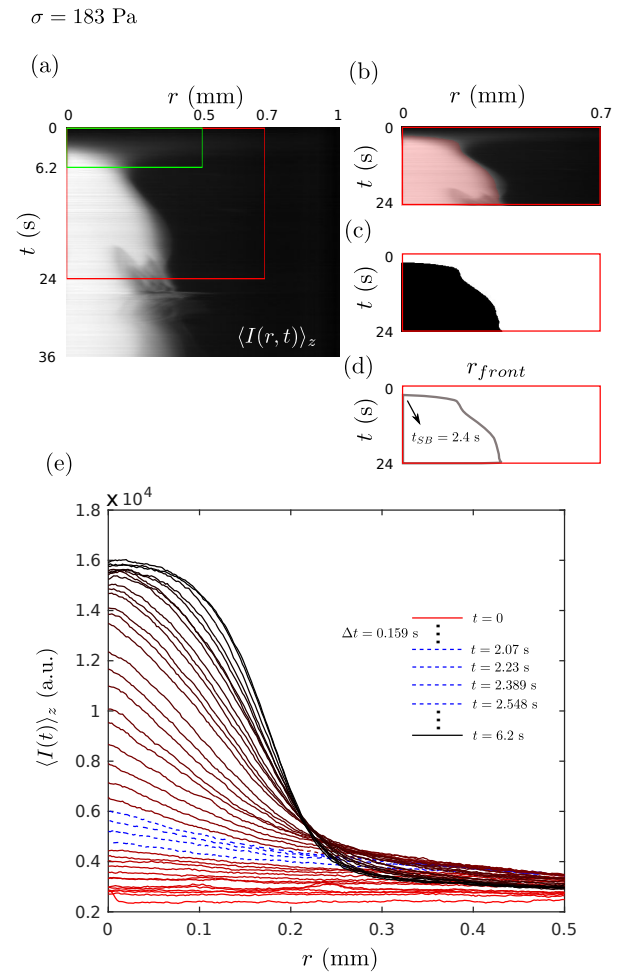 σ = 183 Pa
(a)
r (mm)
0 0.5 0.7 1
0
6.2
24
36
t (s)
⟨I(r, t)⟩z
(b)
r (mm)
0 0.7
0
24
t (s)
(c)
0
24
t (s)
(d)
r_front
0
24
t (s)
t_SB = 2.4 s
(e)
x 10^4
1.8
1.6
1.4
1.2
1
0.8
0.6
0.4
0.2
⟨I(t)⟩z (a.u.)
t = 0
Δt = 0.159 s
t = 2.07 s
t = 2.23 s
t = 2.389 s
t = 2.548 s
t = 6.2 s
0 0.1 0.2 0.3 0.4 0.5
r (mm)